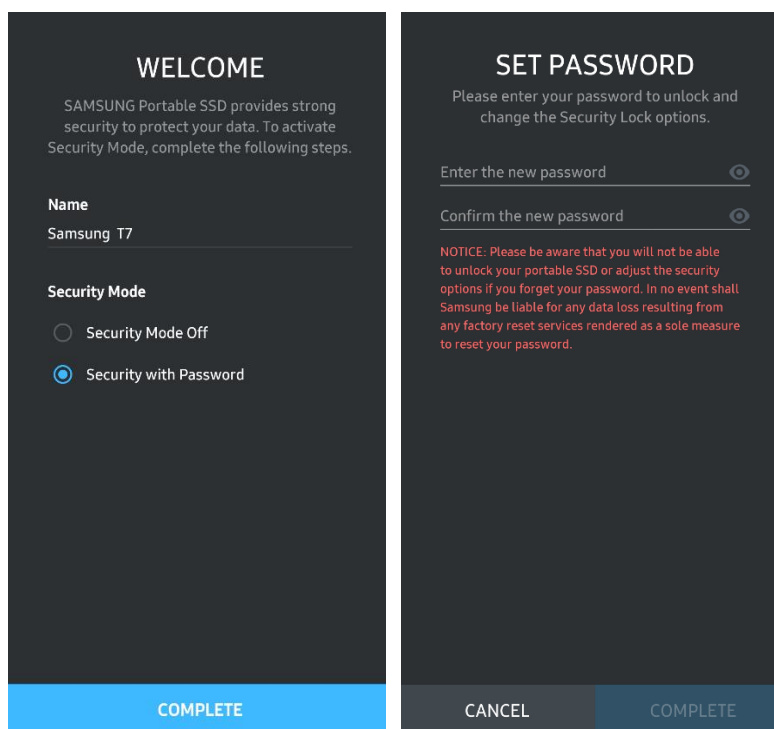 WELCOME
SAMSUNG Portable SSD provides strong
security to protect your data. To activate
Security Mode, complete the following steps.
Name
Samsung T7
Security Mode
Security Mode Off
Security with Password
COMPLETE
SET PASSWORD
Please enter your password to unlock and
change the Security Lock options.
Enter the new password
Confirm the new password
NOTICE: Please be aware that you will not be able
to unlock your portable SSD or adjust the security
options if you forget your password. In no event shall
Samsung be liable for any data loss resulting from
any factory reset services rendered as a sole measure
to reset your password.
CANCEL
COMPLETE